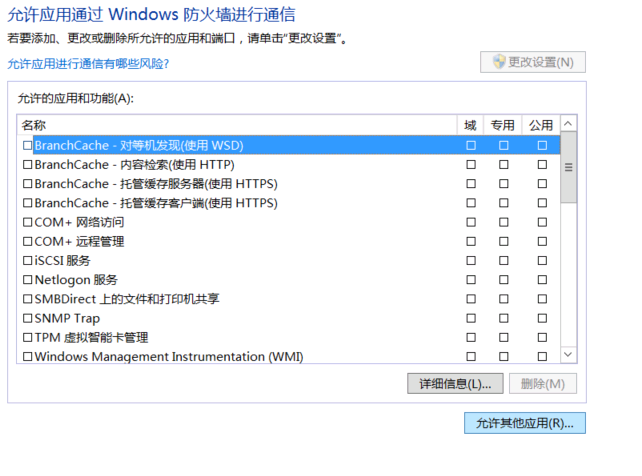 允许应用通过 Windows 防火墙进行通信
若要添加、更改或删除所允许的应用和端口，请单击“更改设置”。
允许应用进行通信有哪些风险?
更改设置(N)
允许的应用和功能(A):
名称 域 专用 公用
BranchCache - 对等机发现(使用 WSD)
BranchCache - 内容检索(使用 HTTP)
BranchCache - 托管缓存服务器(使用 HTTPS)
BranchCache - 托管缓存客户端(使用 HTTPS)
COM+ 网络访问
COM+ 远程管理
iSCSI 服务
Netlogon 服务
SMBDirect 上的文件和打印机共享
SNMP Trap
TPM 虚拟智能卡管理
Windows Management Instrumentation (WMI)
详细信息(L)... 删除(M)
允许其他应用(R)...